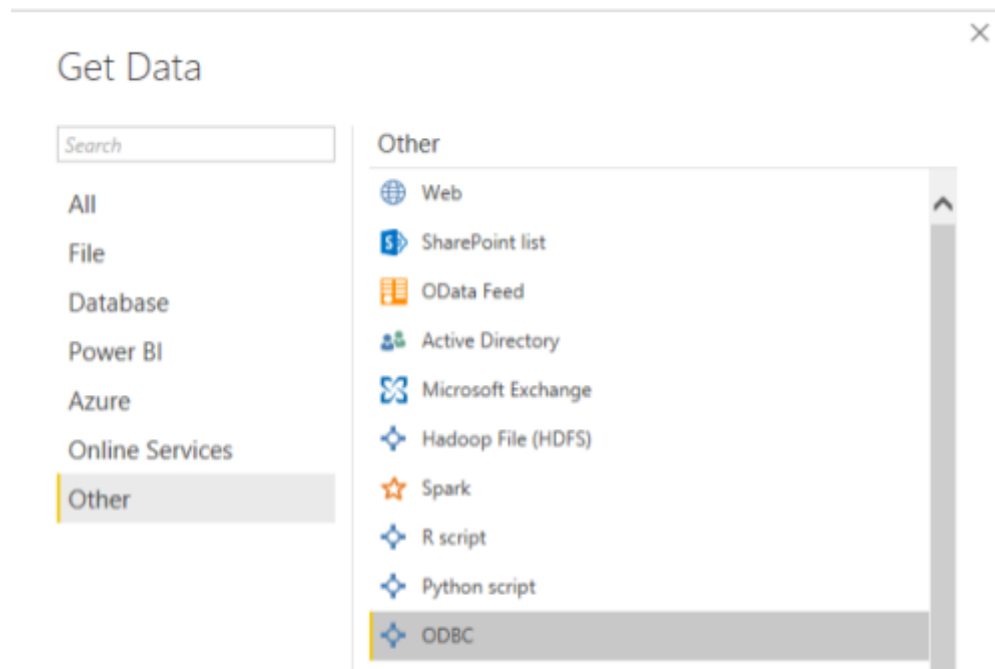 Get Data
Search
All
File
Database
Power BI
Azure
Online Services
Other
Other
Web
SharePoint list
OData Feed
Active Directory
Microsoft Exchange
Hadoop File (HDFS)
Spark
R script
Python script
ODBC